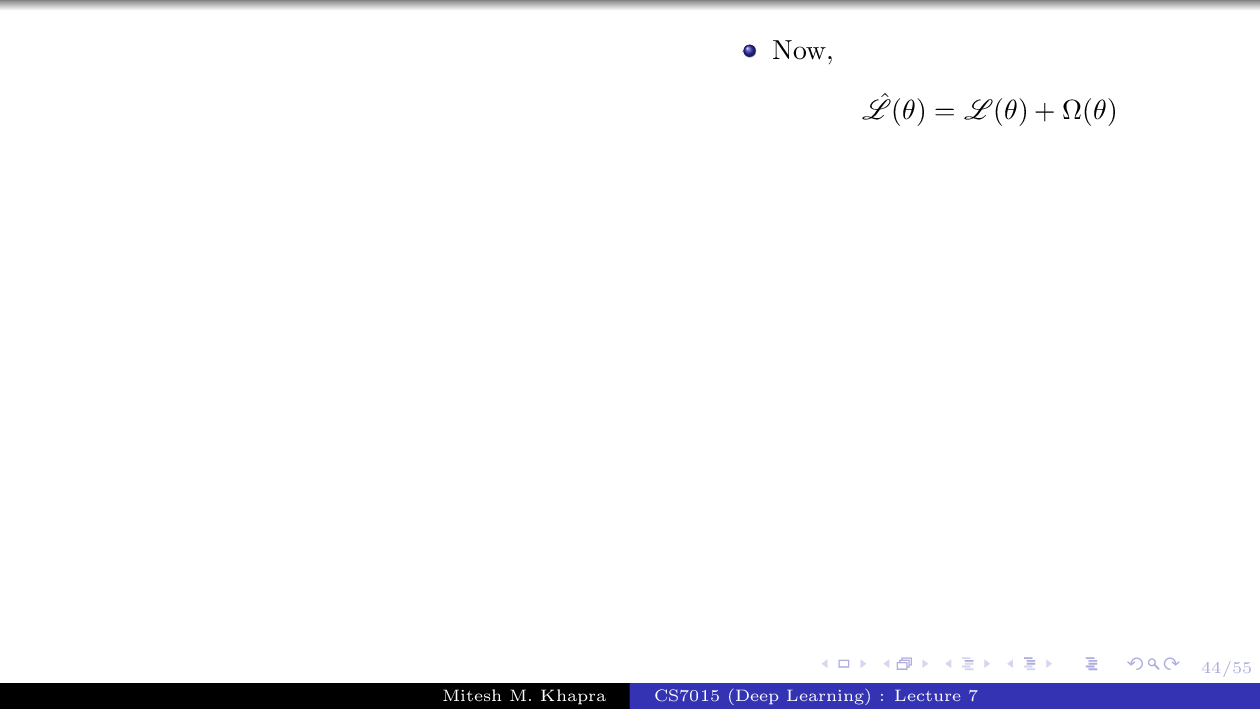 Now,
ℒ̂(θ) = ℒ(θ) + Ω(θ)
44/55
Mitesh M. Khapra
CS7015 (Deep Learning) : Lecture 7